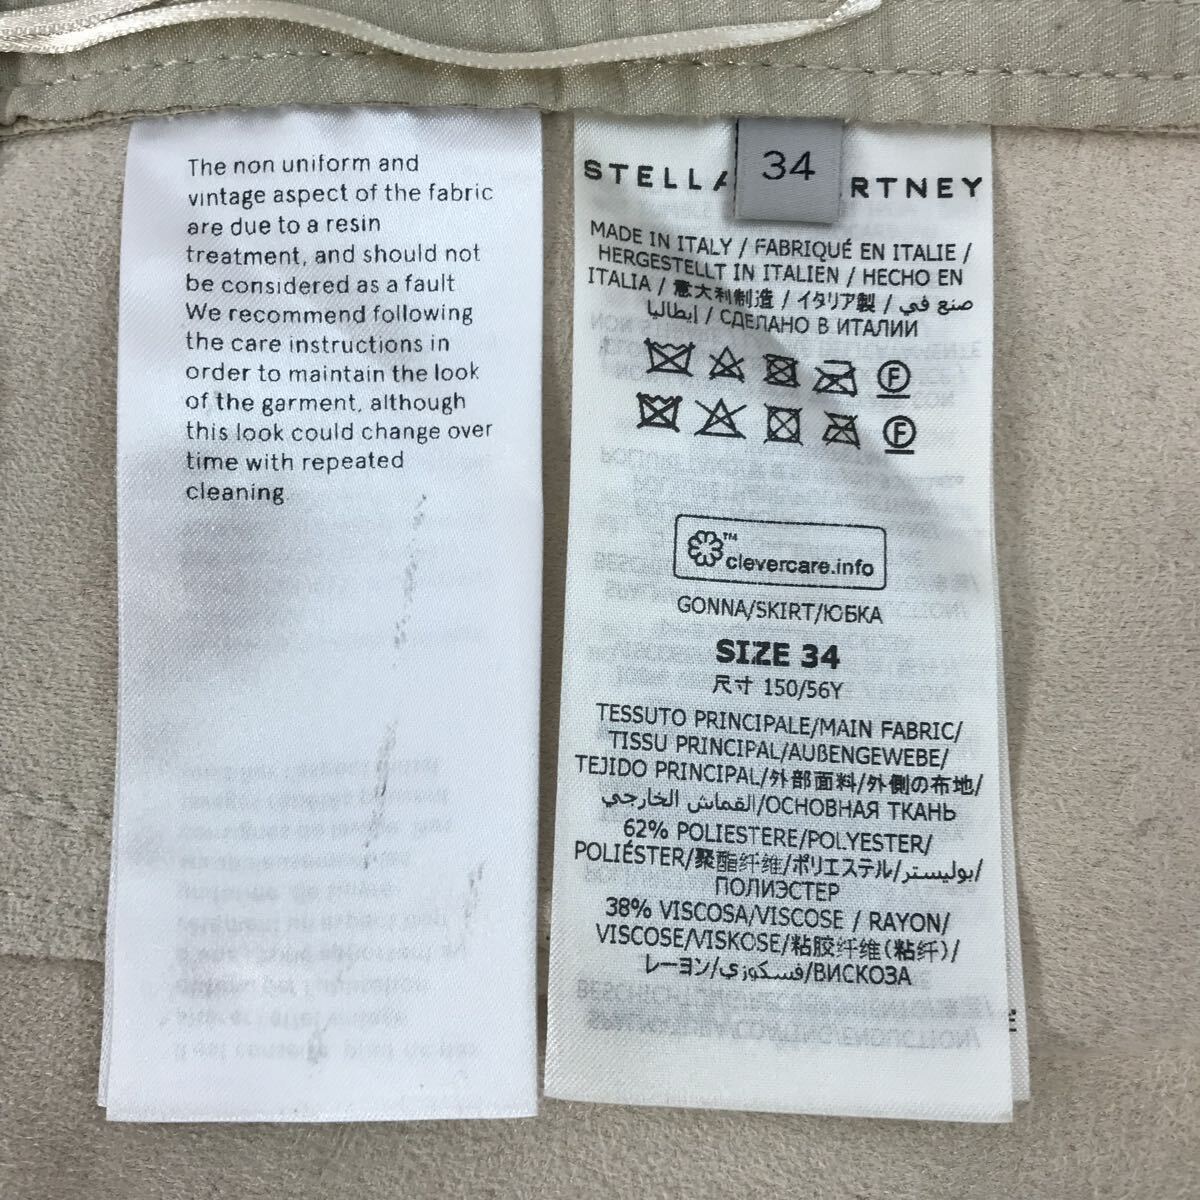 The non uniform and
vintage aspect of the fabric
are due to a resin
treatment, and should not
be considered as a fault
We recommend following
the care instructions in
order to maintain the look
of the garment, although
this look could change over
time with repeated
cleaning.
34
STELLA RTNEY
MADE IN ITALY / FABRIQUÉ EN ITALIE /
HERGESTELLT IN ITALIEN / HECHO EN
ITALIA / 意大利制造 / イタリア製 / صنع في
إيطاليا / СДЕЛАНО В ИТАЛИИ
F
F
™ clevercare.info
GONNA/SKIRT/ЮБКА
SIZE 34
尺寸 150/56Y
TESSUTO PRINCIPALE/MAIN FABRIC/
TISSU PRINCIPAL/AUßENGEWEBE/
TEJIDO PRINCIPAL/外部面料/外側の布地/
القماش الخارجي/ОСНОВНАЯ ТКАНЬ
62% POLIESTERE/POLYESTER/
POLIÉSTER/聚酯纤维/ポリエステル/بوليستر/
ПОЛИЭСТЕР
38% VISCOSA/VISCOSE / RAYON/
VISCOSE/VISKOSE/粘胶纤维(粘纤)/
レーヨン/فسكوزي/ВИСКОЗА